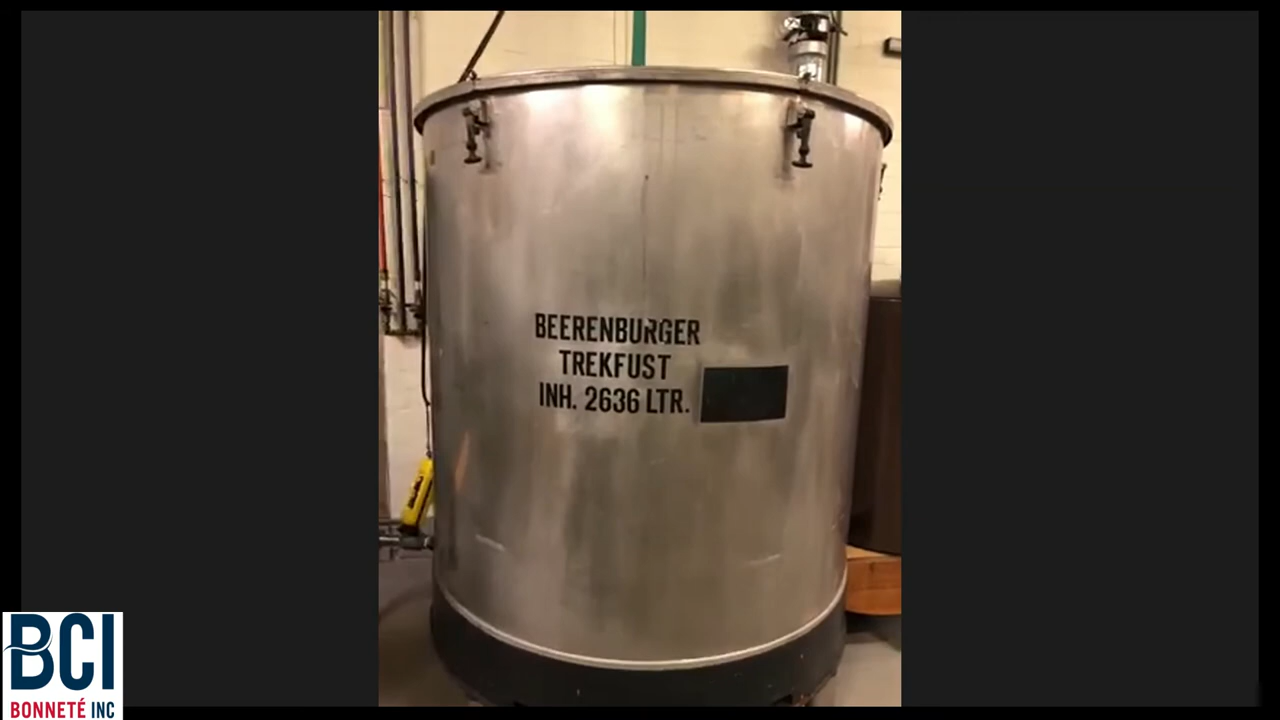 BEERENBURGER
TREKFUST
INH. 2636 LTR.
BCI
BONNETÉ INC